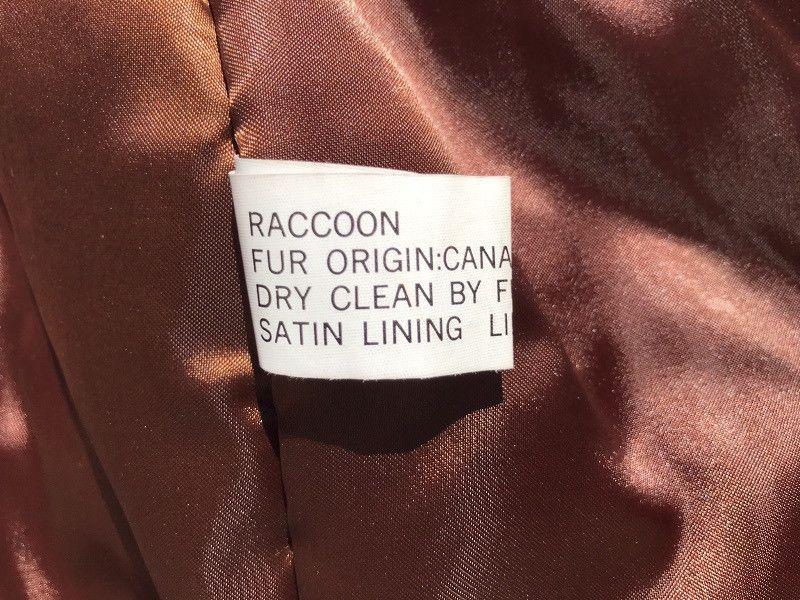 RACCOON
FUR ORIGIN:CANA
DRY CLEAN BY F
SATIN LINING LI